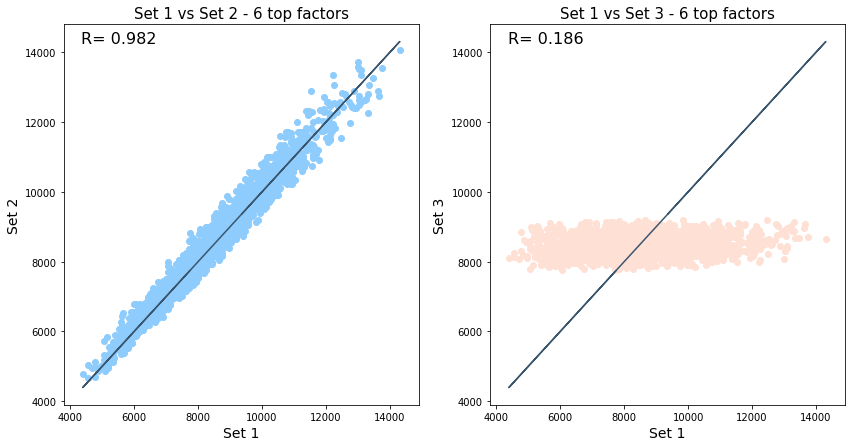 Set 1 vs Set 2 - 6 top factors
R= 0.982
14000
12000
10000
8000
6000
4000
Set 2
4000 6000 8000 10000 12000 14000
Set 1
Set 1 vs Set 3 - 6 top factors
R= 0.186
14000
12000
10000
8000
6000
4000
Set 3
4000 6000 8000 10000 12000 14000
Set 1